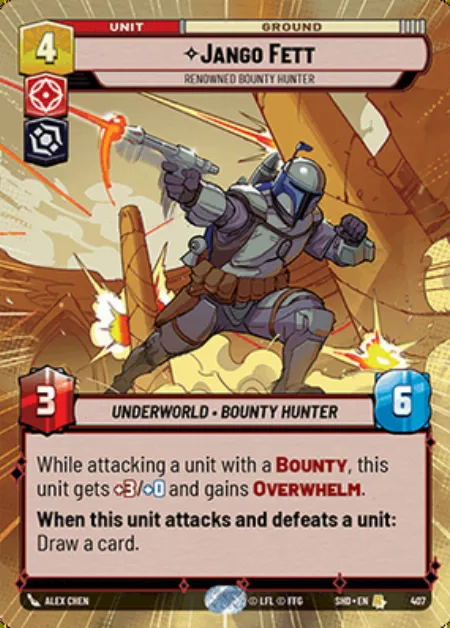 UNIT GROUND
4
✧JANGO FETT
RENOWNED BOUNTY HUNTER
3
UNDERWORLD • BOUNTY HUNTER
6
While attacking a unit with a BOUNTY, this
unit gets +3/+0 and gains OVERWHELM.
When this unit attacks and defeats a unit:
Draw a card.
ALEX CHEN © LFL © FFG SHD • EN 407